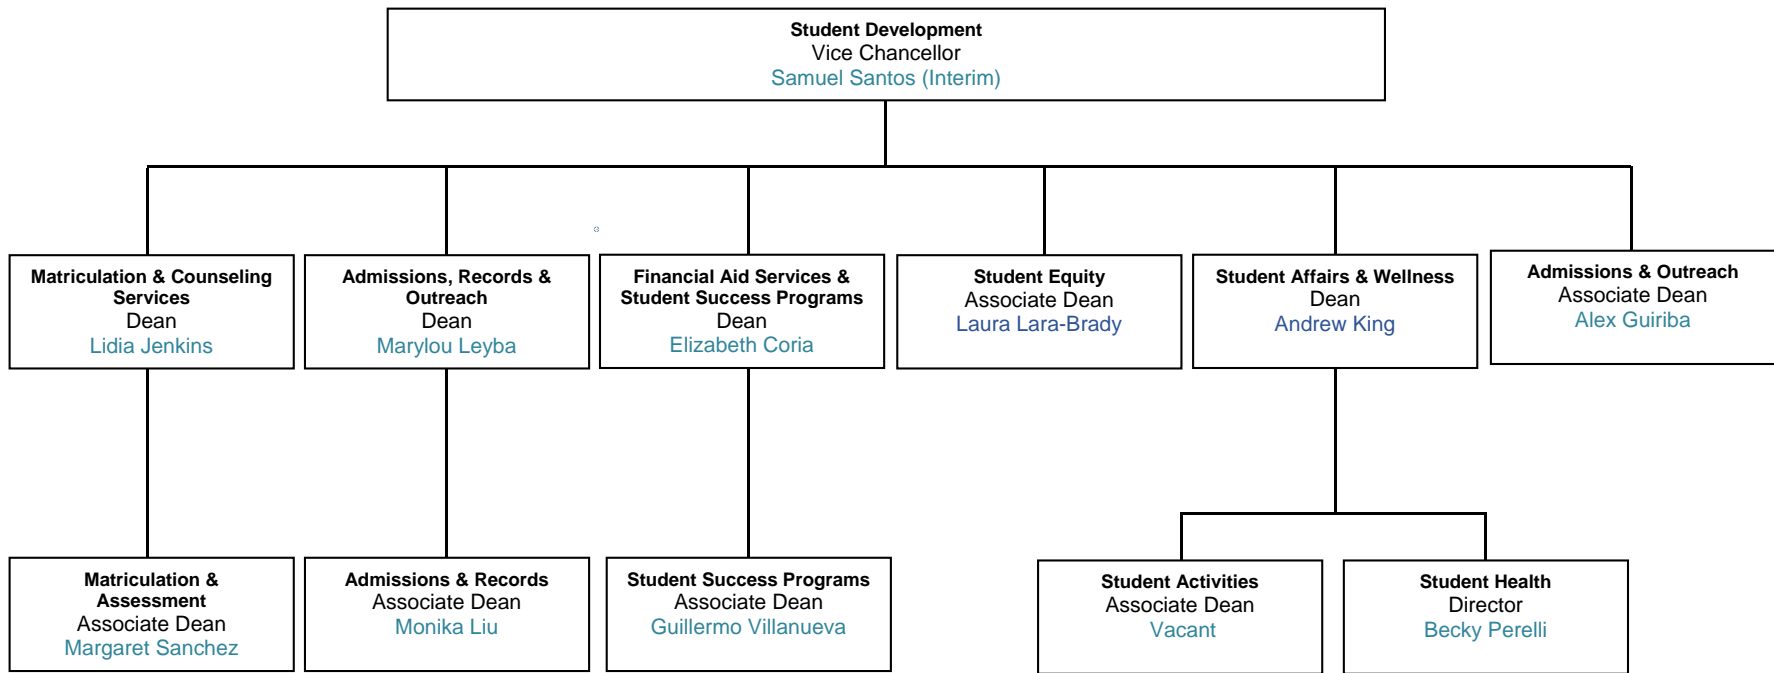 Student Development
Vice Chancellor
Samuel Santos (Interim)
Matriculation & Counseling
Services
Dean
Lidia Jenkins
Admissions, Records &
Outreach
Dean
Marylou Leyba
Financial Aid Services &
Student Success Programs
Dean
Elizabeth Coria
Student Equity
Associate Dean
Laura Lara-Brady
Student Affairs & Wellness
Dean
Andrew King
Admissions & Outreach
Associate Dean
Alex Guiriba
Matriculation &
Assessment
Associate Dean
Margaret Sanchez
Admissions & Records
Associate Dean
Monika Liu
Student Success Programs
Associate Dean
Guillermo Villanueva
Student Activities
Associate Dean
Vacant
Student Health
Director
Becky Perelli